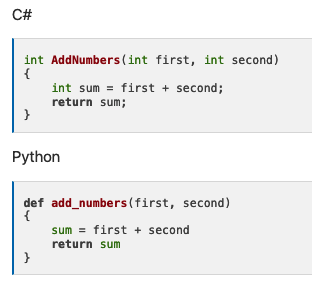 C#
int AddNumbers(int first, int second)
{
    int sum = first + second;
    return sum;
}
Python
def add_numbers(first, second)
{
    sum = first + second
    return sum
}